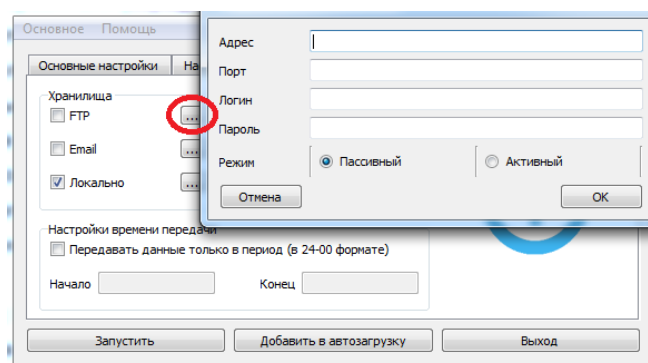 Основное Помощь
Основные настройки На
Хранилища
FTP ...
Email ...
Локально ...
Адрес
Порт
Логин
Пароль
Режим Пассивный Активный
Отмена OK
Настройки времени передачи
Передавать данные только в период (в 24-00 формате)
Начало Конец
Запустить Добавить в автозагрузку Выход